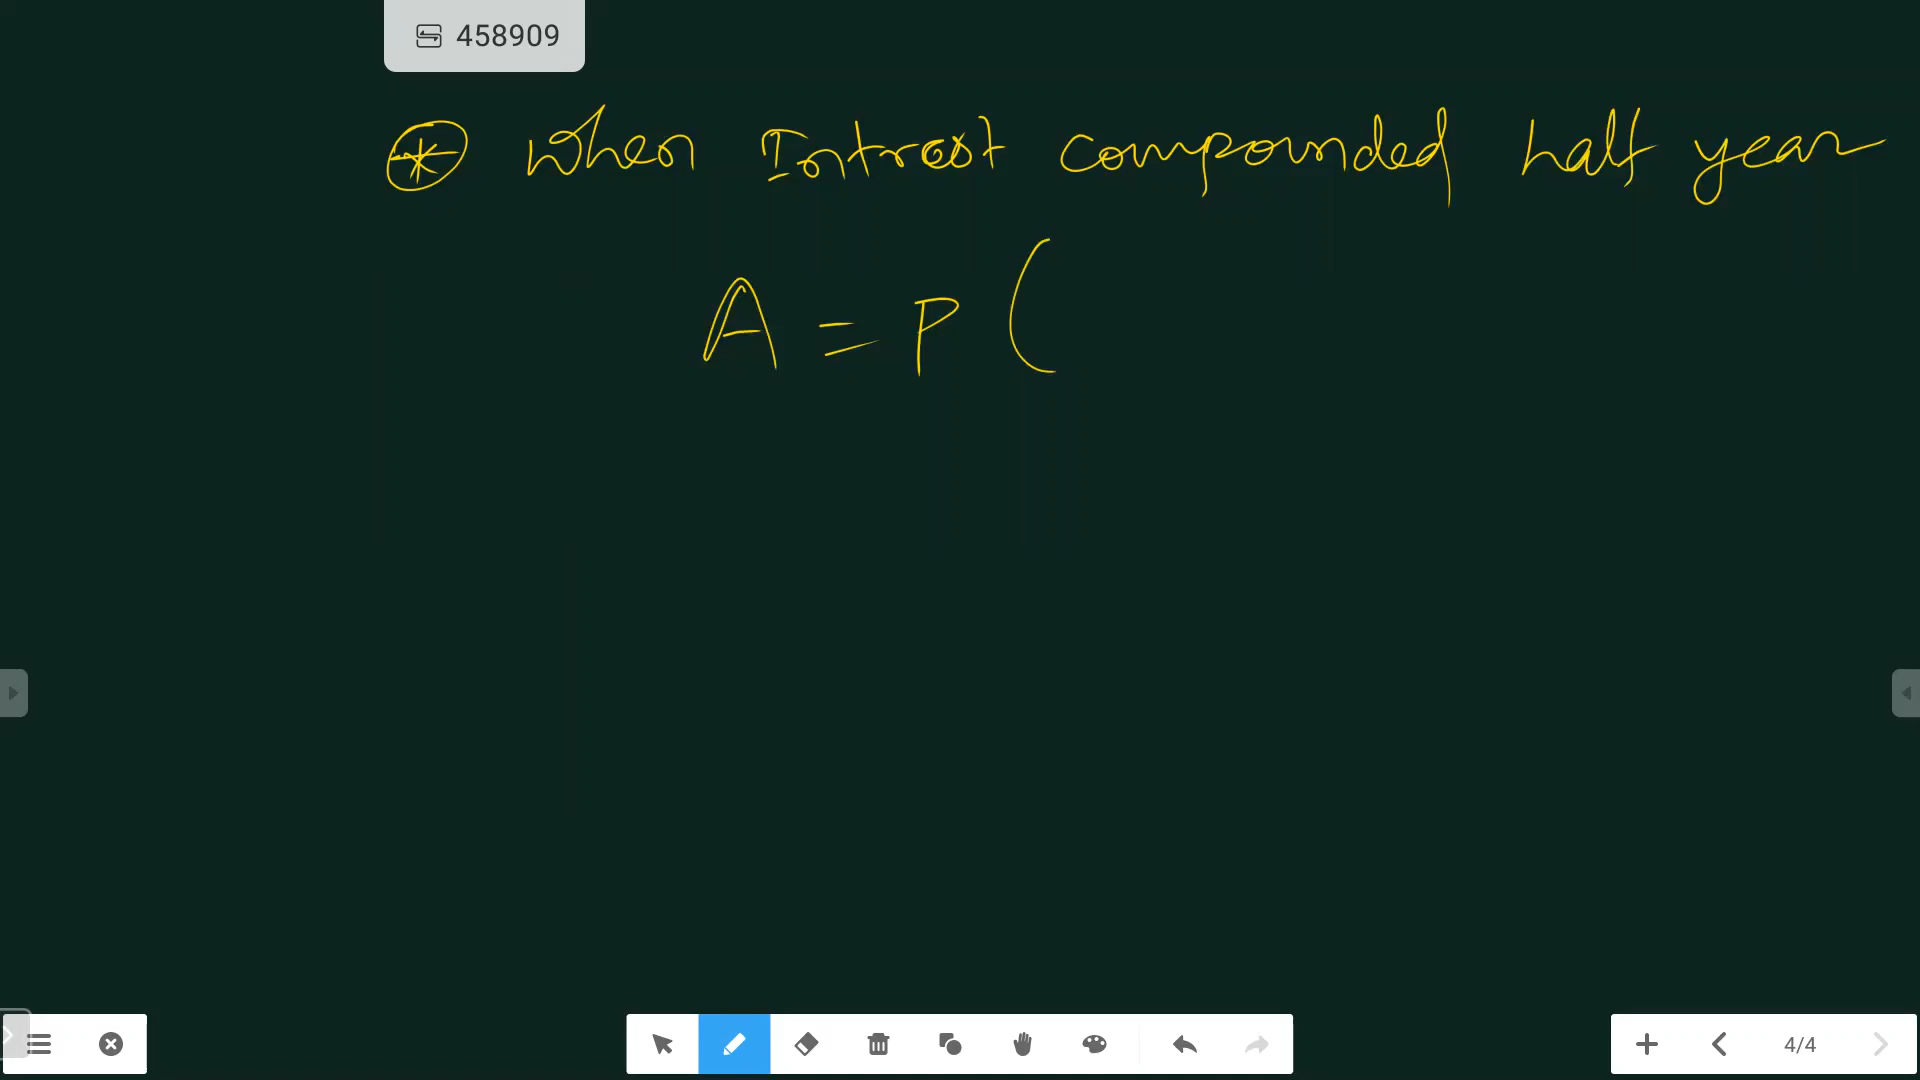 458909
⊛ When Intrest compounded half year
A = P (
4/4